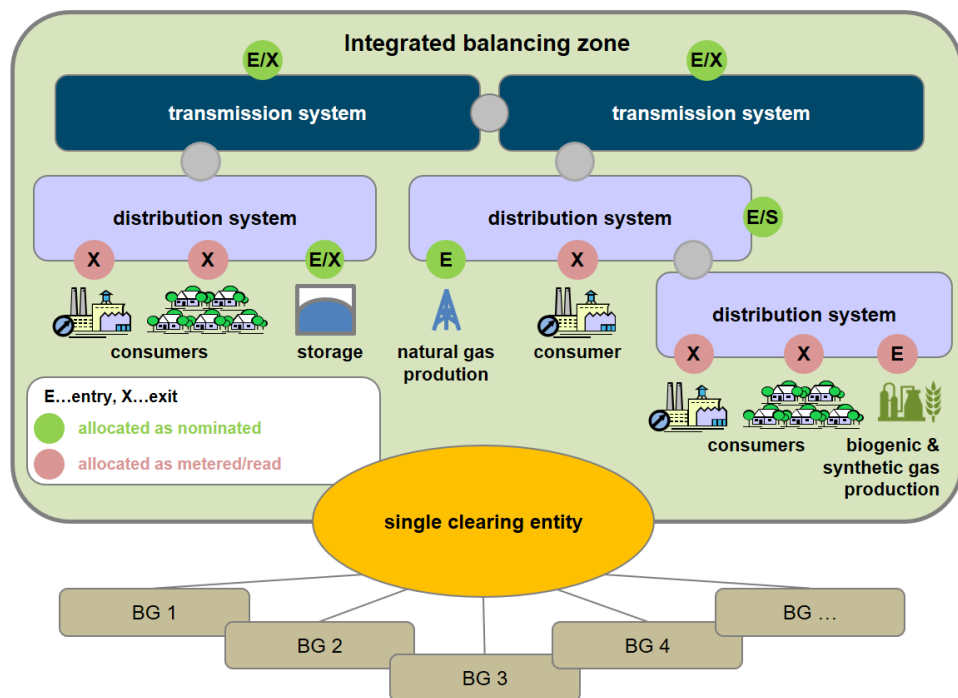 Integrated balancing zone
E/X
E/X
transmission system
transmission system
distribution system
distribution system
E/S
X
X
E/X
E
X
distribution system
consumers
storage
natural gas
prodution
consumer
X
X
E
E...entry, X...exit
allocated as nominated
allocated as metered/read
consumers
biogenic &
synthetic gas
production
single clearing entity
BG 1
BG 2
BG 3
BG 4
BG ...